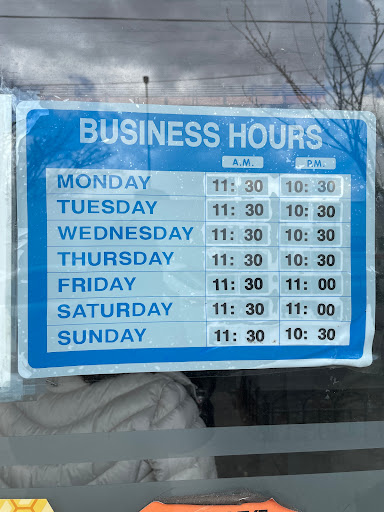 BUSINESS HOURS
A.M. P.M.
MONDAY 11: 30 10: 30
TUESDAY 11: 30 10: 30
WEDNESDAY 11: 30 10: 30
THURSDAY 11: 30 10: 30
FRIDAY 11: 30 11: 00
SATURDAY 11: 30 11: 00
SUNDAY 11: 30 10: 30